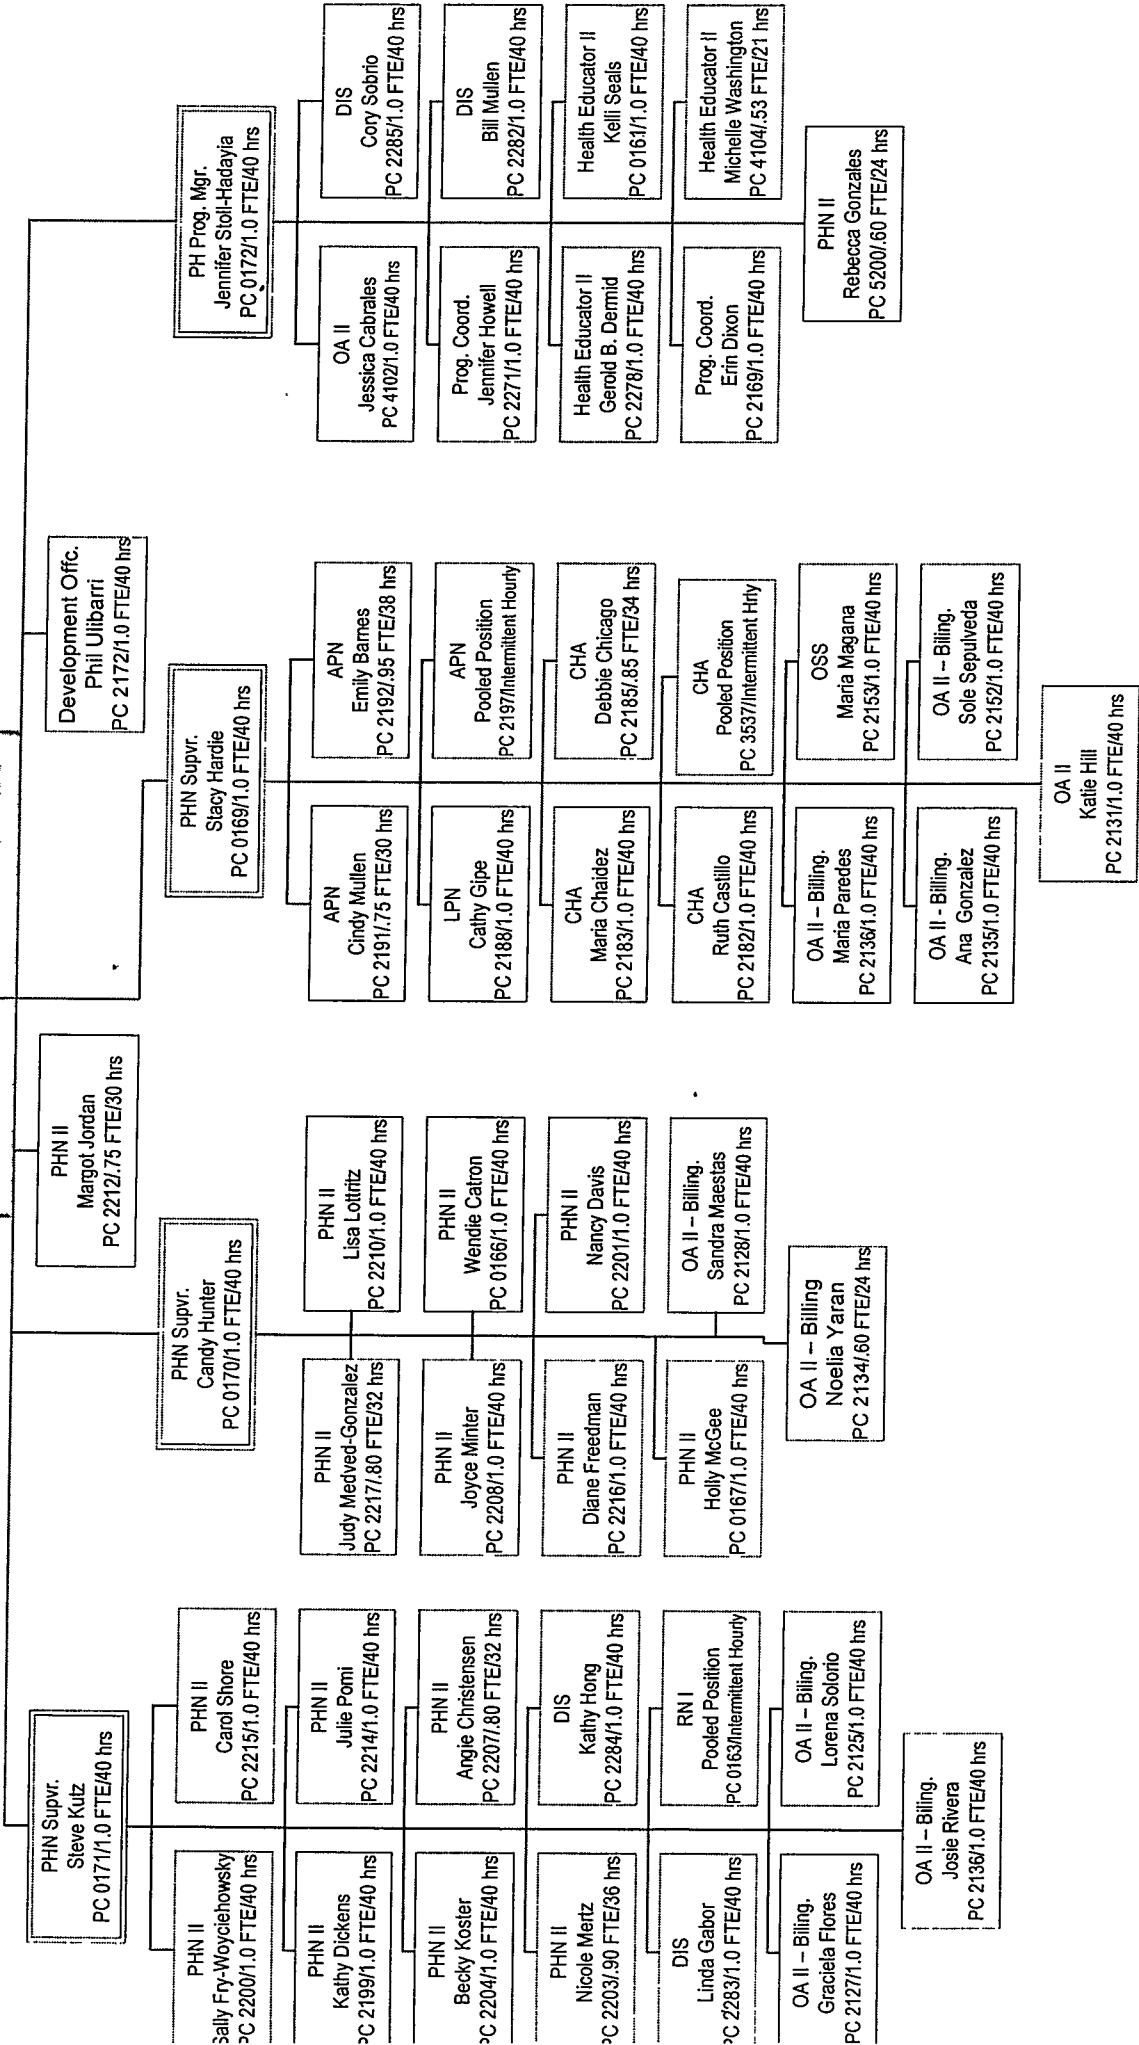 PHN Supvr.
Steve Kutz
PC 0171/1.0 FTE/40 hrs
PHN II
Sally Fry-Woyciehowsky
PC 2200/1.0 FTE/40 hrs
PHN II
Carol Shore
PC 2215/1.0 FTE/40 hrs
PHN II
Kathy Dickens
PC 2199/1.0 FTE/40 hrs
PHN II
Julie Pomi
PC 2214/1.0 FTE/40 hrs
PHN II
Becky Koster
PC 2204/1.0 FTE/40 hrs
PHN II
Angie Christensen
PC 2207/.80 FTE/32 hrs
PHN II
Nicole Mertz
PC 2203/.90 FTE/36 hrs
DIS
Kathy Hong
PC 2284/1.0 FTE/40 hrs
DIS
Linda Gabor
PC 2283/1.0 FTE/40 hrs
RN I
Pooled Position
PC 0163/Intermittent Hourly
OA II – Biling.
Graciela Flores
PC 2127/1.0 FTE/40 hrs
OA II – Biling.
Lorena Solorio
PC 2125/1.0 FTE/40 hrs
OA II – Biling.
Josie Rivera
PC 2136/1.0 FTE/40 hrs
PHN II
Margot Jordan
PC 2212/.75 FTE/30 hrs
PHN Supvr.
Candy Hunter
PC 0170/1.0 FTE/40 hrs
PHN II
Judy Medved-Gonzalez
PC 2217/.80 FTE/32 hrs
PHN II
Lisa Lottritz
PC 2210/1.0 FTE/40 hrs
PHN II
Joyce Minter
PC 2208/1.0 FTE/40 hrs
PHN II
Wendie Catron
PC 0166/1.0 FTE/40 hrs
PHN II
Diane Freedman
PC 2216/1.0 FTE/40 hrs
PHN II
Nancy Davis
PC 2201/1.0 FTE/40 hrs
PHN II
Holly McGee
PC 0167/1.0 FTE/40 hrs
OA II – Biling.
Sandra Maestas
PC 2128/1.0 FTE/40 hrs
OA II – Billing
Noelia Yaran
PC 2134/.60 FTE/24 hrs
Development Offc.
Phil Ulibarri
PC 2172/1.0 FTE/40 hrs
PHN Supvr.
Stacy Hardie
PC 0169/1.0 FTE/40 hrs
APN
Cindy Mullen
PC 2191/.75 FTE/30 hrs
APN
Emily Barnes
PC 2192/.95 FTE/38 hrs
LPN
Cathy Gipe
PC 2188/1.0 FTE/40 hrs
APN
Pooled Position
PC 2197/Intermittent Hourly
CHA
Maria Chaidez
PC 2183/1.0 FTE/40 hrs
CHA
Debbie Chicago
PC 2185/.85 FTE/34 hrs
CHA
Ruth Castillo
PC 2182/1.0 FTE/40 hrs
CHA
Pooled Position
PC 3537/Intermittent Hrly
OA II – Billing.
Maria Paredes
PC 2136/1.0 FTE/40 hrs
OSS
Maria Magana
PC 2153/1.0 FTE/40 hrs
OA II - Billing.
Ana Gonzalez
PC 2135/1.0 FTE/40 hrs
OA II – Biling.
Sole Sepulveda
PC 2152/1.0 FTE/40 hrs
OA II
Katie Hill
PC 2131/1.0 FTE/40 hrs
PH Prog. Mgr.
Jennifer Stoll-Hadayia
PC 0172/1.0 FTE/40 hrs
OA II
Jessica Cabrales
PC 4102/1.0 FTE/40 hrs
DIS
Cory Sobrio
PC 2285/1.0 FTE/40 hrs
Prog. Coord.
Jennifer Howell
PC 2271/1.0 FTE/40 hrs
DIS
Bill Mullen
PC 2282/1.0 FTE/40 hrs
Health Educator II
Gerold B. Dermid
PC 2278/1.0 FTE/40 hrs
Health Educator II
Kelli Seals
PC 0161/1.0 FTE/40 hrs
Prog. Coord.
Erin Dixon
PC 2169/1.0 FTE/40 hrs
Health Educator II
Michelle Washington
PC 4104/.53 FTE/21 hrs
PHN II
Rebecca Gonzales
PC 5200/.60 FTE/24 hrs